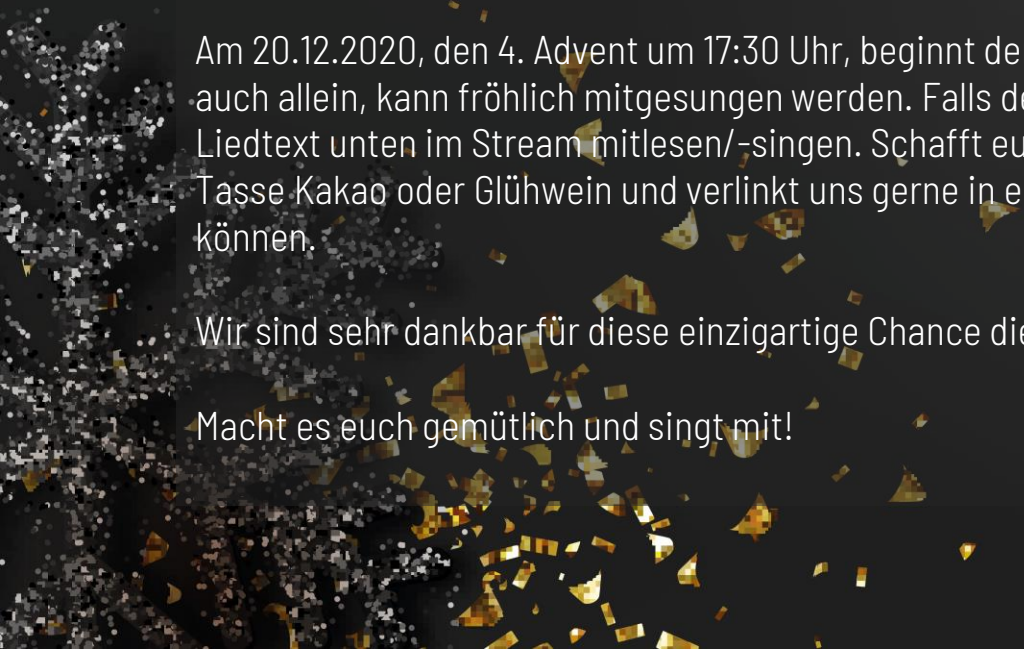 Am 20.12.2020, den 4. Advent um 17:30 Uhr, beginnt de
auch allein, kann fröhlich mitgesungen werden. Falls de
Liedtext unten im Stream mitlesen/-singen. Schafft eu
Tasse Kakao oder Glühwein und verlinkt uns gerne in e
können.
Wir sind sehr dankbar für diese einzigartige Chance die
Macht es euch gemütlich und singt mit!